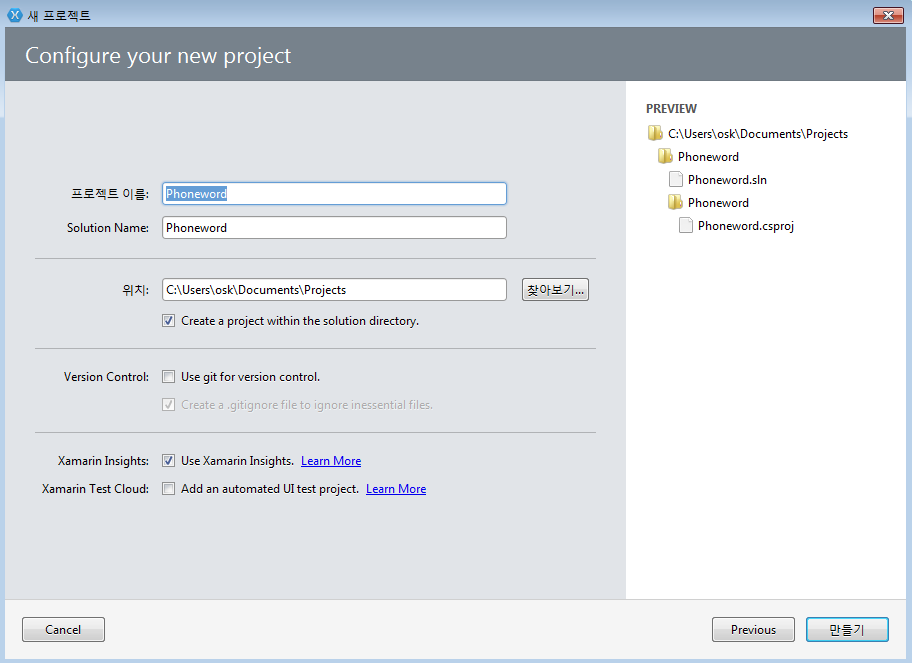 새 프로젝트
Configure your new project
프로젝트 이름: Phoneword
Solution Name: Phoneword
위치: C:\Users\osk\Documents\Projects 찾아보기...
Create a project within the solution directory.
Version Control: Use git for version control.
Create a .gitignore file to ignore inessential files.
Xamarin Insights: Use Xamarin Insights. Learn More
Xamarin Test Cloud: Add an automated UI test project. Learn More
PREVIEW
C:\Users\osk\Documents\Projects
Phoneword
Phoneword.sln
Phoneword
Phoneword.csproj
Cancel Previous 만들기